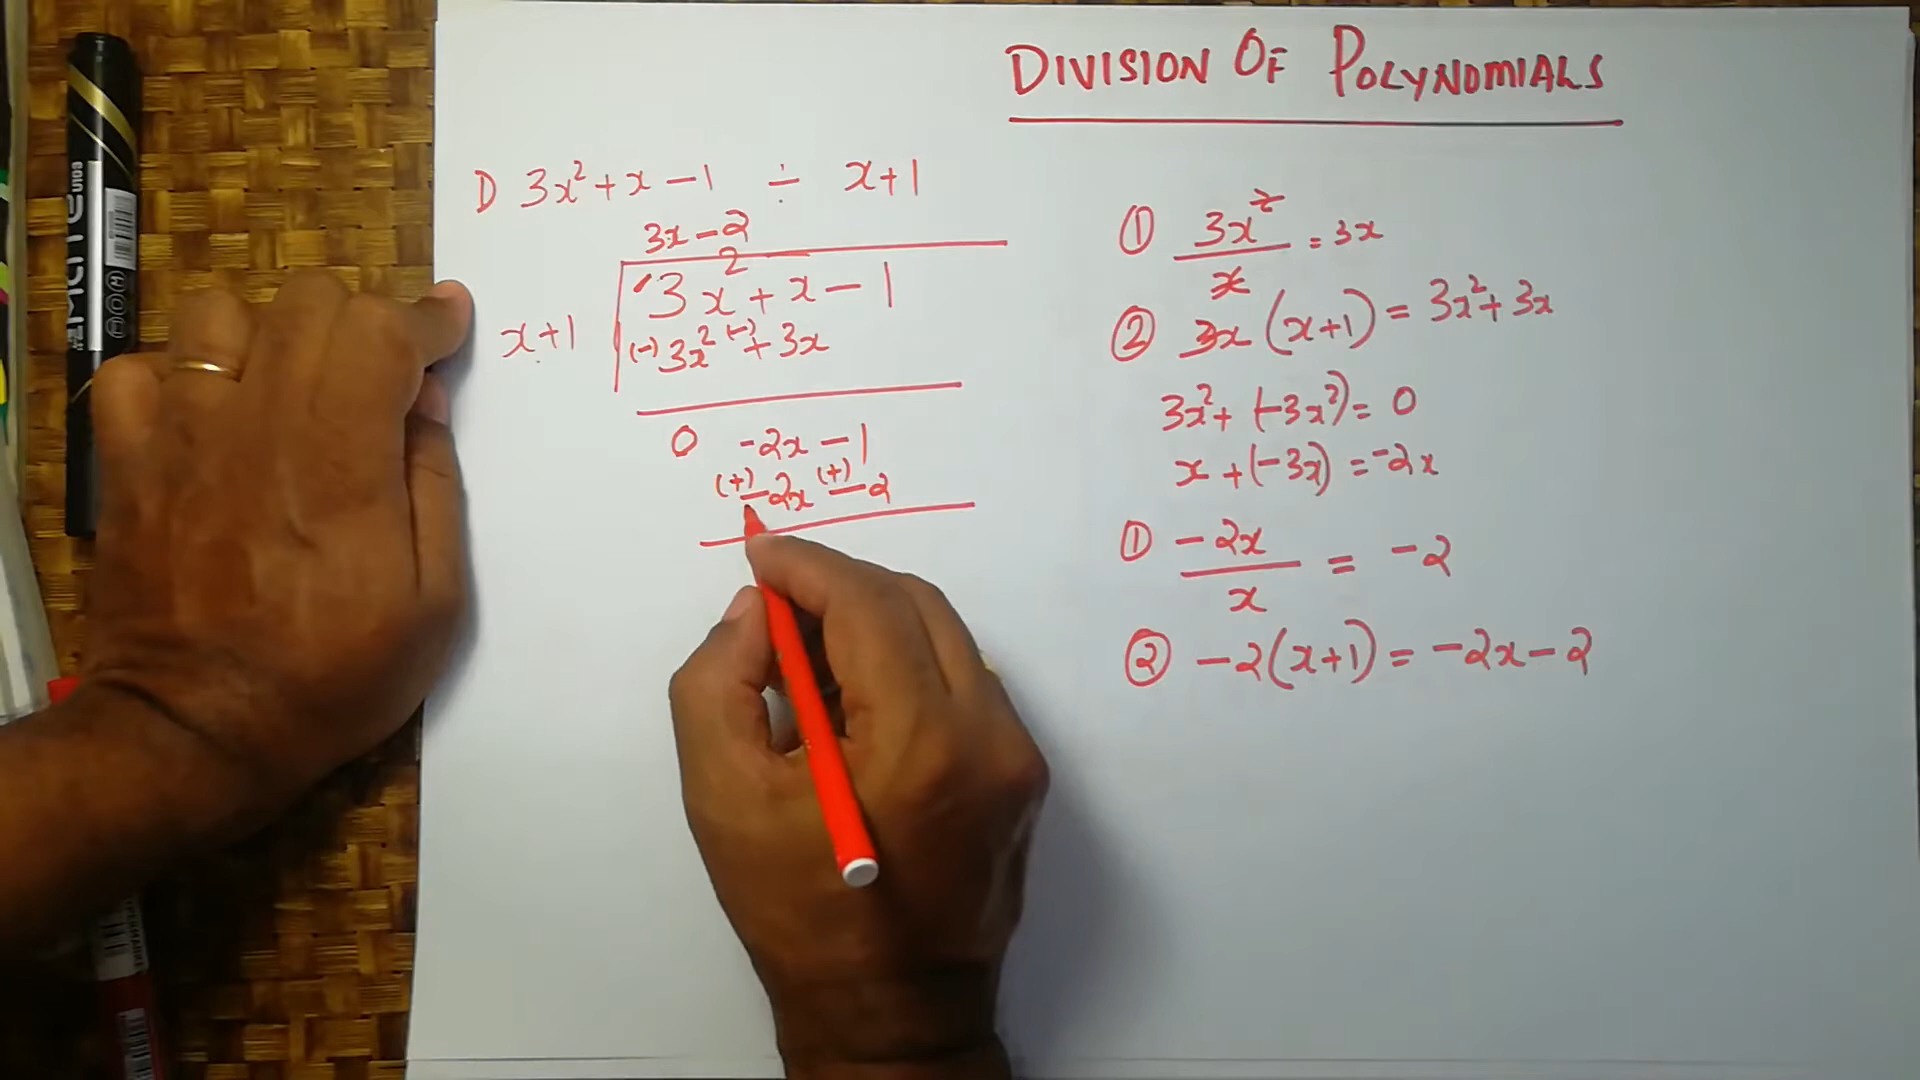 DIVISION OF POLYNOMIALS
1) 3x² + x - 1 ÷ x+1
3x - 2
x+1
3x² + x - 1
(-) 3x² (-) + 3x
0 -2x - 1
(+) - 2x (+) - 2
① 3x² / x = 3x
② 3x (x+1) = 3x² + 3x
3x² + (-3x²) = 0
x + (-3x) = -2x
① -2x / x = -2
② -2(x+1) = -2x - 2